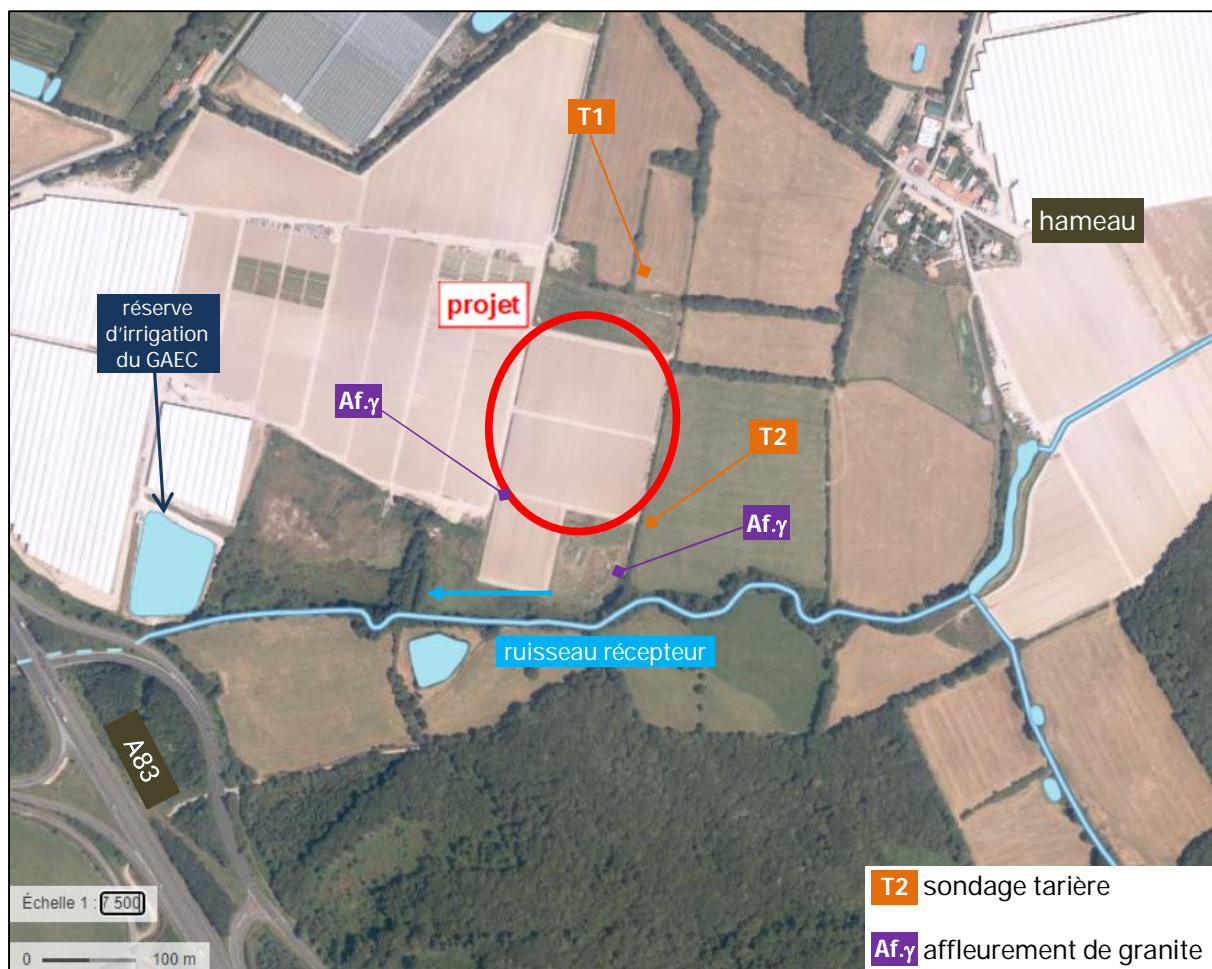 T1
hameau
projet
réserve
d'irrigation
du GAEC
Af.γ
T2
Af.γ
ruisseau récepteur
A83
T2 sondage tarière
Échelle 1 : 7 500
Af.γ affleurement de granite
0 100 m